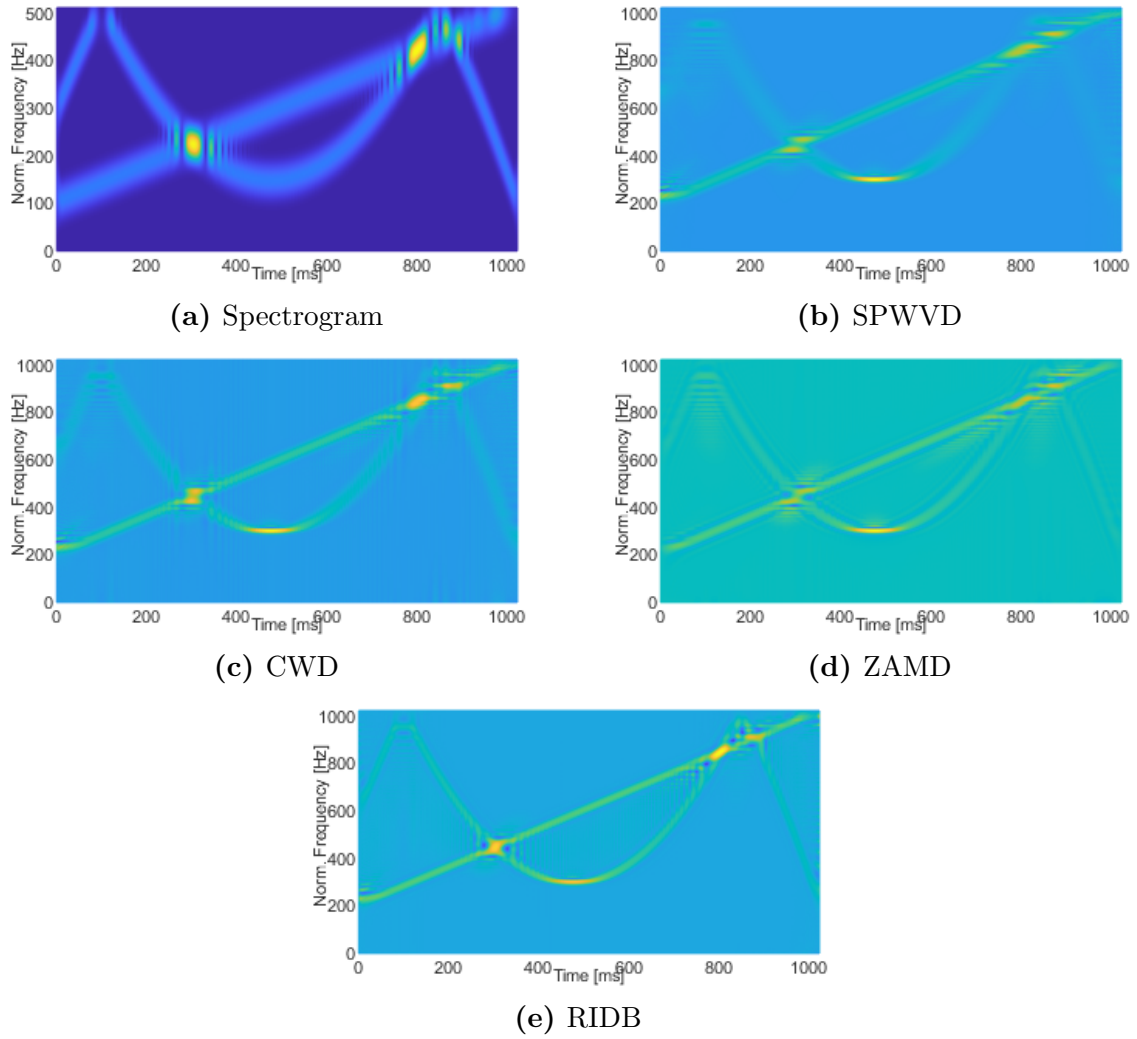 500
400
300
200
100
0
Norm. Frequency [Hz]
0 200 400 600 800 1000
Time [ms]
(a) Spectrogram
1000
800
600
400
200
0
Norm. Frequency [Hz]
0 200 400 600 800 1000
Time [ms]
(b) SPWVD
1000
800
600
400
200
0
Norm. Frequency [Hz]
0 200 400 600 800 1000
Time [ms]
(c) CWD
1000
800
600
400
200
0
Norm. Frequency [Hz]
0 200 400 600 800 1000
Time [ms]
(d) ZAMD
1000
800
600
400
200
0
Norm. Frequency [Hz]
0 200 400 600 800 1000
Time [ms]
(e) RIDB